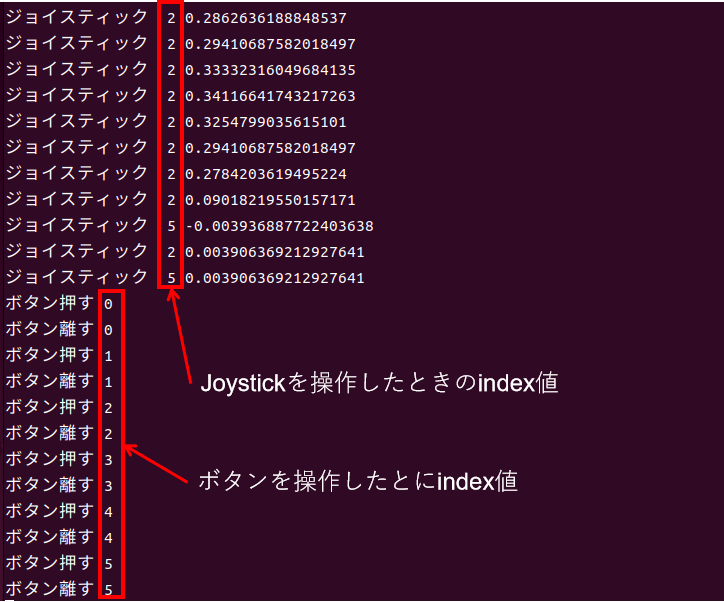 ジョイスティック 2 0.2862636188848537
ジョイスティック 2 0.29410687582018497
ジョイスティック 2 0.33332316049684135
ジョイスティック 2 0.34116641743217263
ジョイスティック 2 0.3254799035615101
ジョイスティック 2 0.29410687582018497
ジョイスティック 2 0.2784203619495224
ジョイスティック 2 0.09018219550157171
ジョイスティック 5 -0.003936887722403638
ジョイスティック 2 0.003906369212927641
ジョイスティック 5 0.003906369212927641
ボタン押す 0
ボタン離す 0
ボタン押す 1
ボタン離す 1
ボタン押す 2
ボタン離す 2
ボタン押す 3
ボタン離す 3
ボタン押す 4
ボタン離す 4
ボタン押す 5
ボタン離す 5
Joystickを操作したときのindex値
ボタンを操作したとにindex値